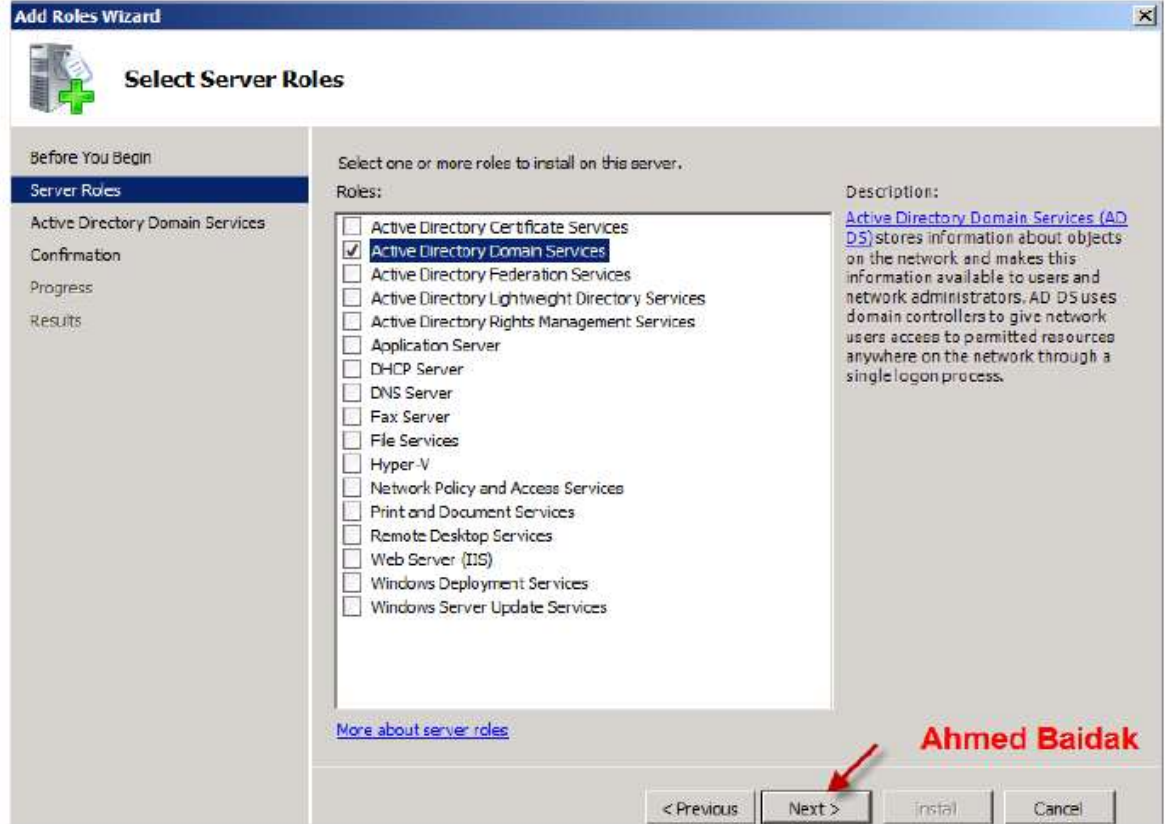 Add Roles Wizard
Select Server Roles
Before You Begin
Server Roles
Active Directory Domain Services
Confirmation
Progress
Results
Select one or more roles to install on this server.
Roles:
Active Directory Certificate Services
Active Directory Domain Services
Active Directory Federation Services
Active Directory Lightweight Directory Services
Active Directory Rights Management Services
Application Server
DHCP Server
DNS Server
Fax Server
File Services
Hyper-V
Network Policy and Access Services
Print and Document Services
Remote Desktop Services
Web Server (IIS)
Windows Deployment Services
Windows Server Update Services
More about server roles
Description:
Active Directory Domain Services (AD
DS) stores information about objects
on the network and makes this
information available to users and
network administrators. AD DS uses
domain controllers to give network
users access to permitted resources
anywhere on the network through a
single logon process.
Ahmed Baidak
< Previous
Next >
Install
Cancel